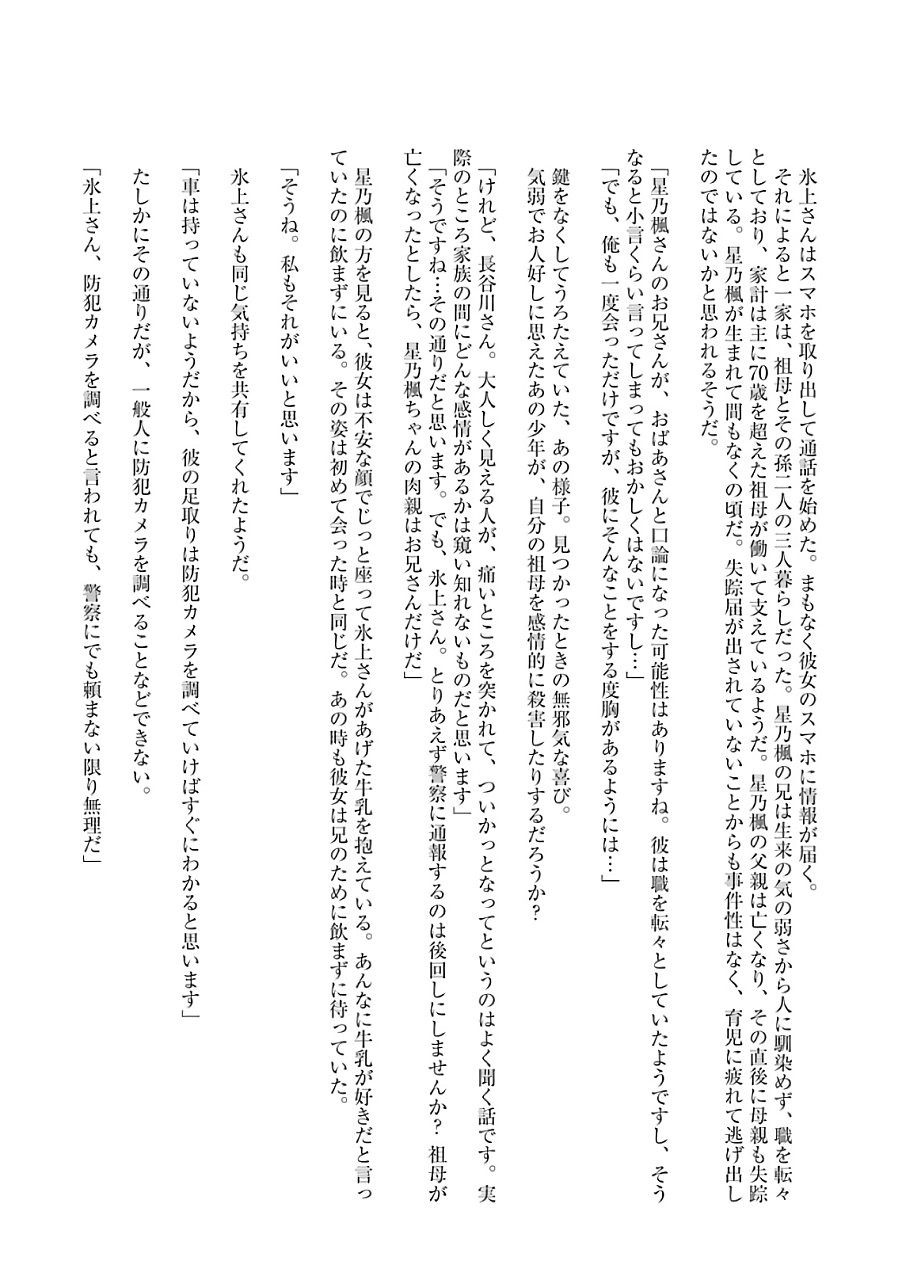 氷上さんはスマホを取り出して通話を始めた。まもなく彼女のスマホに情報が届く。
それによると一家は、祖母とその孫二人の三人暮らしだった。星乃楓の兄は生来の気の弱さから人に馴染めず、職を転々
としており、家計は主に70歳を超えた祖母が働いて支えているようだ。星乃楓の父親は亡くなり、その直後に母親も失踪
している。星乃楓が生まれて間もなくの頃だ。失踪届が出されていないことからも事件性はなく、育児に疲れて逃げ出し
たのではないかと思われるそうだ。
「星乃楓さんのお兄さんが、おばあさんと口論になった可能性はありますね。彼は職を転々としていたようですし、そう
なると小言くらい言ってしまってもおかしくはないですし…」
「でも、俺も一度会っただけですが、彼にそんなことをする度胸があるようには…」
鍵をなくしてうろたえていた、あの様子。見つかったときの無邪気な喜び。
気弱でお人好しに思えたあの少年が、自分の祖母を感情的に殺害したりするだろうか？
「けれど、長谷川さん。大人しく見える人が、痛いところを突かれて、ついかっとなってというのはよく聞く話です。実
際のところ家族の間にどんな感情があるかは窺い知れないものだと思います」
「そうですね…その通りだと思います。でも、氷上さん。とりあえず警察に通報するのは後回しにしませんか？ 祖母が
亡くなったとしたら、星乃楓ちゃんの肉親はお兄さんだけだ」
星乃楓の方を見ると、彼女は不安な顔でじっと座って氷上さんがあげた牛乳を抱えている。あんなに牛乳が好きだと言っ
ていたのに飲まずにいる。その姿は初めて会った時と同じだ。あの時も彼女は兄のために飲まずに待っていた。
「そうね。私もそれがいいと思います」
氷上さんも同じ気持ちを共有してくれたようだ。
「車は持っていないようだから、彼の足取りは防犯カメラを調べていけばすぐにわかると思います」
たしかにその通りだが、一般人に防犯カメラを調べることなどできない。
「氷上さん、防犯カメラを調べると言われても、警察にでも頼まない限り無理だ」